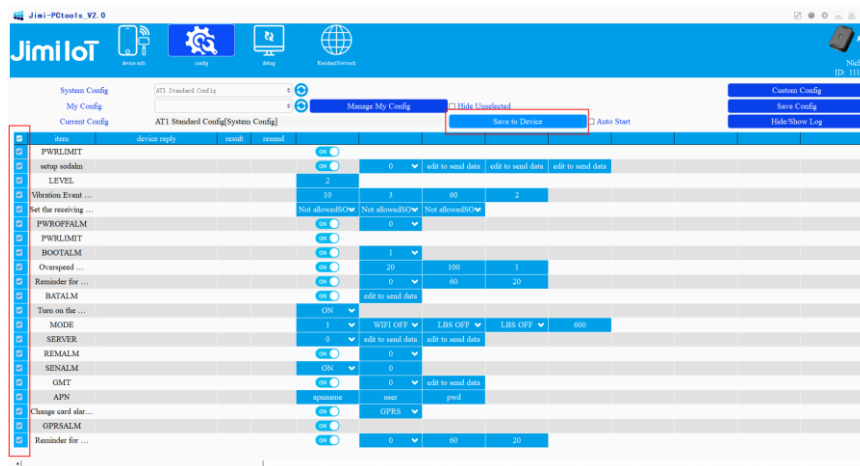 Jimi-PCtools_V2.0
Jimi IoT
device info config debug ResidentNetwork
ID: 111
System Config AT1 Standard Config Custom Config
My Config Manage My Config Hide Unselected Save Config
Current Config AT1 Standard Config[System Config] Save to Device Auto Start Hide/Show Log
item device reply result resend
PWRLIMIT ON
setup sodalm ON 0 edit to send data edit to send data edit to send data
LEVEL 2
Vibration Event ... 10 3 60 2
Set the receiving ... Not allowedSO Not allowedSO Not allowedSO
PWROFFALM ON 0
PWRLIMIT ON
BOOTALM ON 1
Overspeed ... ON 20 100 1
Reminder for ... ON 0 60 20
BATALM ON edit to send data
Turn on the ... ON
MODE 1 WIFI OFF LBS OFF LBS OFF 600
SERVER 0 edit to send data edit to send data
REMALM ON 0
SENALM ON 0
GMT ON 0 edit to send data
APN apnname user pwd
Change card alar... ON GPRS
GPRSALM ON
Reminder for ... ON 0 60 20